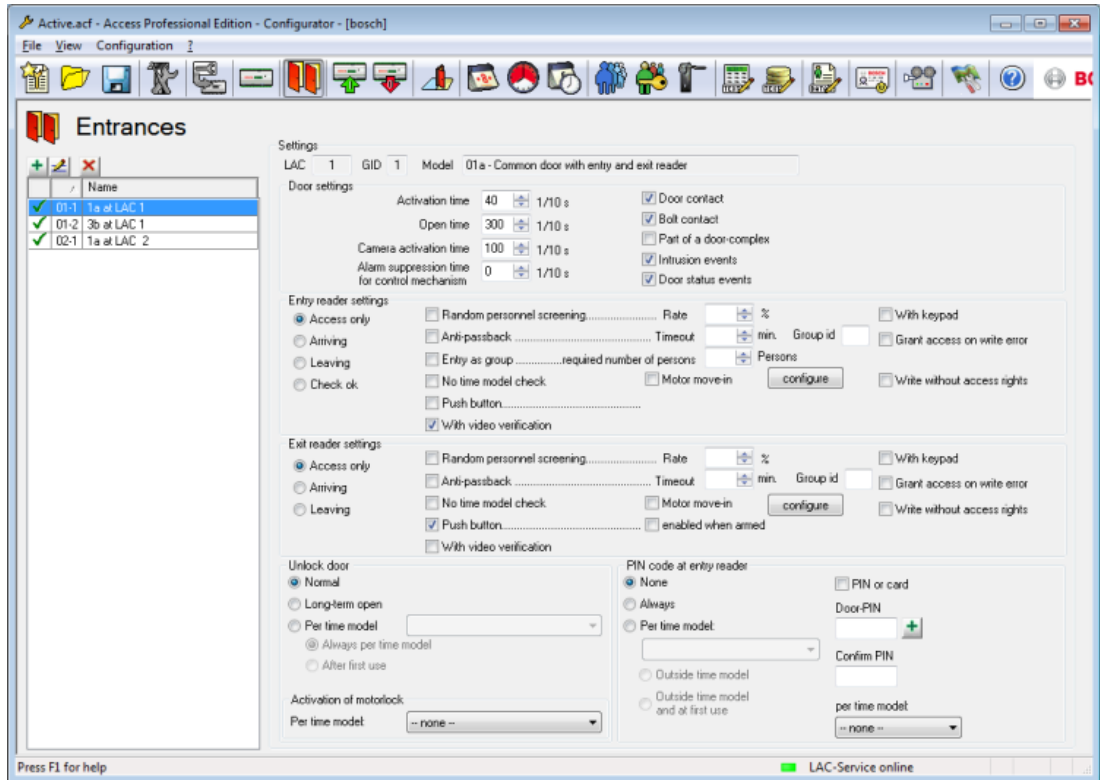 Active.acf - Access Professional Edition - Configurator - [bosch]
File View Configuration ?
Entrances
Name
01-1 1a at LAC 1
01-2 3b at LAC 1
02-1 1a at LAC 2
Settings
LAC 1 GID 1 Model 01a - Common door with entry and exit reader
Door settings
Activation time 40 1/10 s Door contact
Open time 300 1/10 s Bolt contact
Camera activation time 100 1/10 s Part of a door-complex
Alarm suppression time for control mechanism 0 1/10 s Intrusion events
Door status events
Entry reader settings
Access only Random personnel screening........................ Rate % With keypad
Arriving Anti-passback .................................... Timeout min. Group id Grant access on write error
Leaving Entry as group ...............required number of persons Persons
Check ok No time model check Motor move-in configure Write without access rights
Push button..............................................
With video verification
Exit reader settings
Access only Random personnel screening........................ Rate % With keypad
Arriving Anti-passback .................................... Timeout min. Group id Grant access on write error
Leaving No time model check Motor move-in configure Write without access rights
Push button.............................................. enabled when armed
With video verification
Unlock door
Normal
Long-term open
Per time model
Always per time model
After first use
Activation of motorlock
Per time model: -- none --
PIN code at entry reader
None PIN or card
Always Door-PIN
Per time model:
Confirm PIN
Outside time model
Outside time model
and at first use
per time model:
-- none --
Press F1 for help LAC-Service online